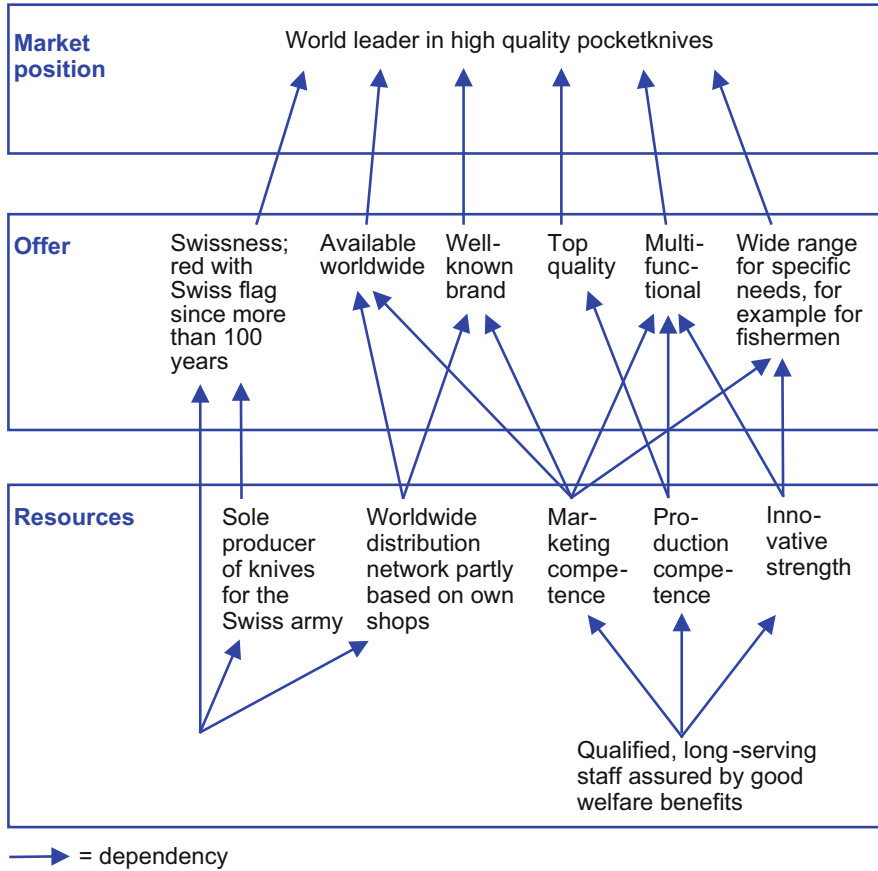 Market
position
World leader in high quality pocketknives
Offer
Swissness;
red with
Swiss flag
since more
than 100
years
Available
worldwide
Well-
known
brand
Top
quality
Multi-
func-
tional
Wide range
for specific
needs, for
example for
fishermen
Resources
Sole
producer
of knives
for the
Swiss army
Worldwide
distribution
network partly
based on own
shops
Mar-
keting
compe-
tence
Pro-
duction
compe-
tence
Inno-
vative
strength
Qualified, long-serving
staff assured by good
welfare benefits
= dependency